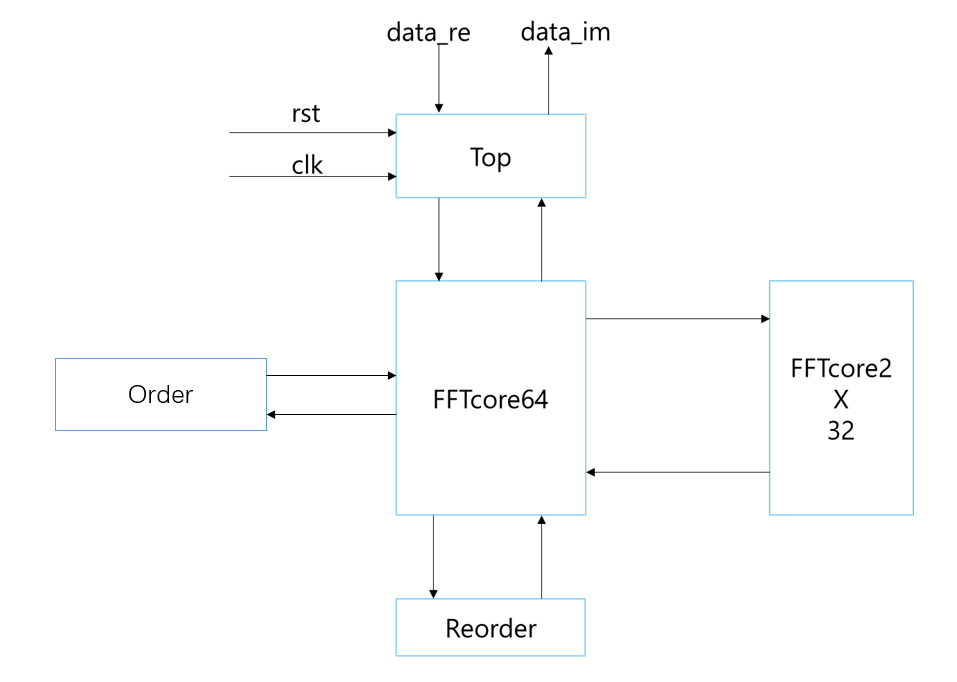 data_re
data_im
rst
clk
Top
Order
FFTcore64
FFTcore2
X
32
Reorder